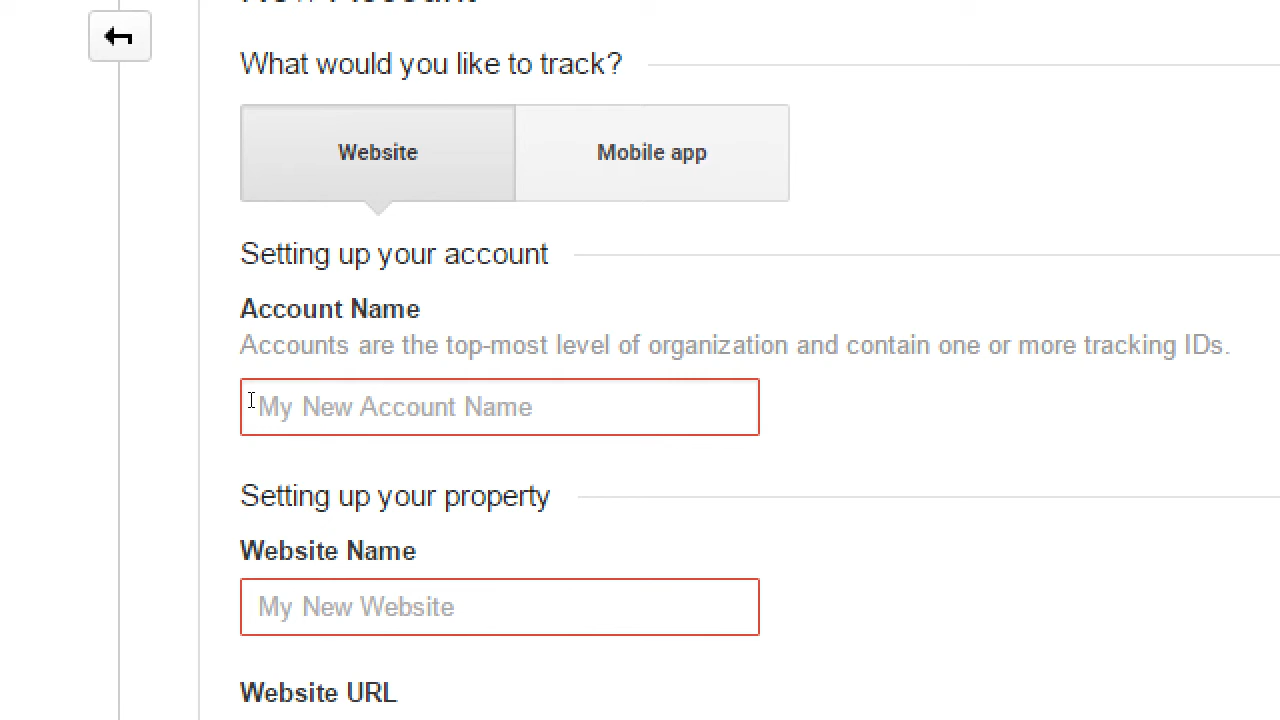 New Account
What would you like to track?
Website
Mobile app
Setting up your account
Account Name
Accounts are the top-most level of organization and contain one or more tracking IDs.
My New Account Name
Setting up your property
Website Name
My New Website
Website URL